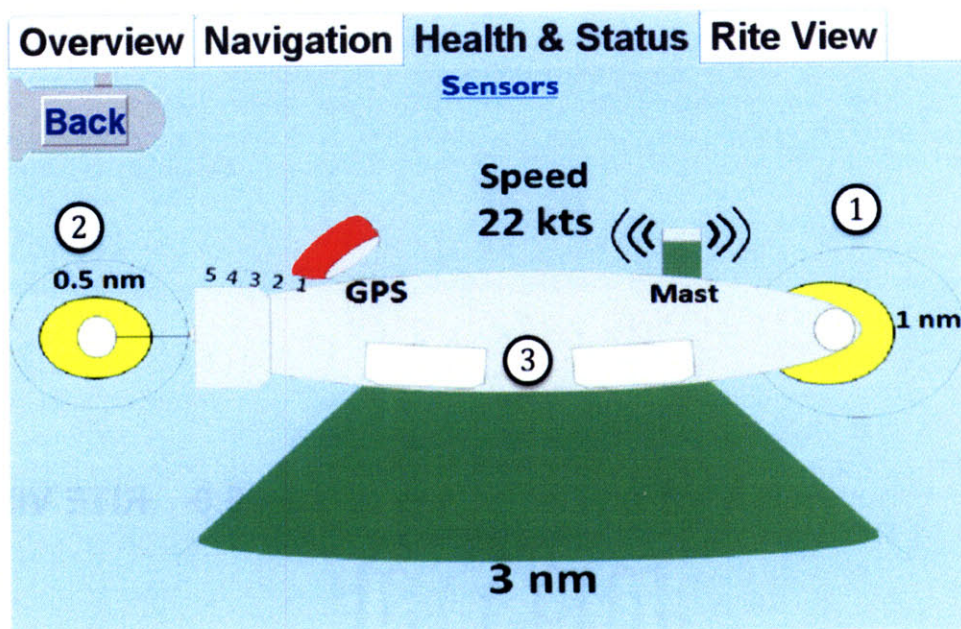 Overview Navigation Health & Status Rite View
Sensors
Back
Speed
22 kts
1
2
0.5 nm
5 4 3 2 1
GPS
Mast
1 nm
3
3 nm